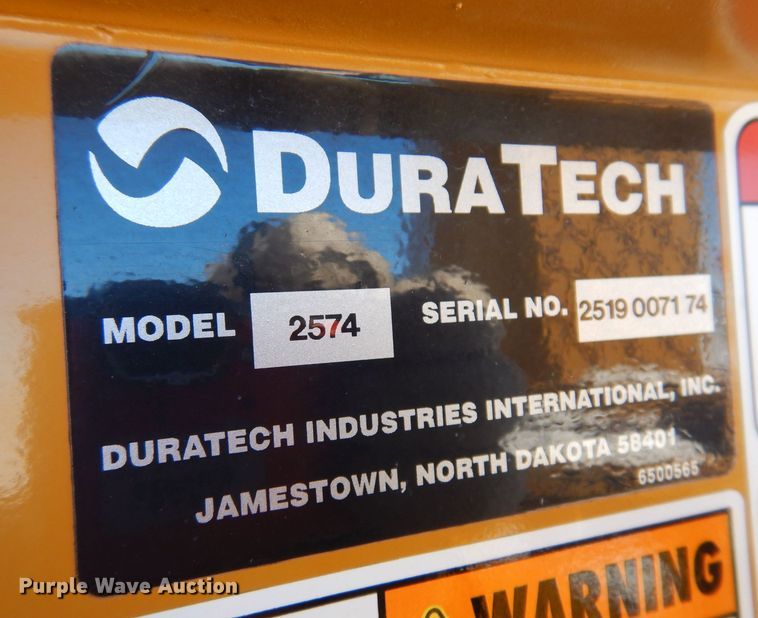 DURATECH
MODEL 2574 SERIAL NO. 2519 0071 74
DURATECH INDUSTRIES INTERNATIONAL, INC.
JAMESTOWN, NORTH DAKOTA 58401
6500565
WARNING
Purple Wave Auction